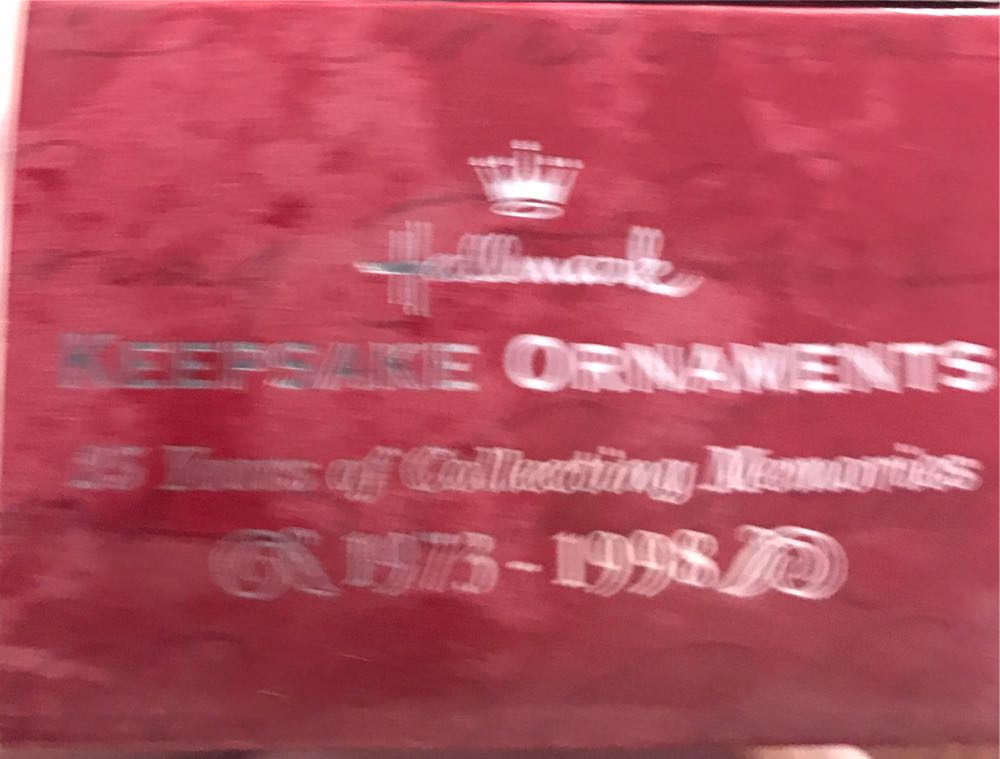 Hallmark
KEEPSAKE ORNAMENTS
25 Years of Collecting Memories
1973-1998